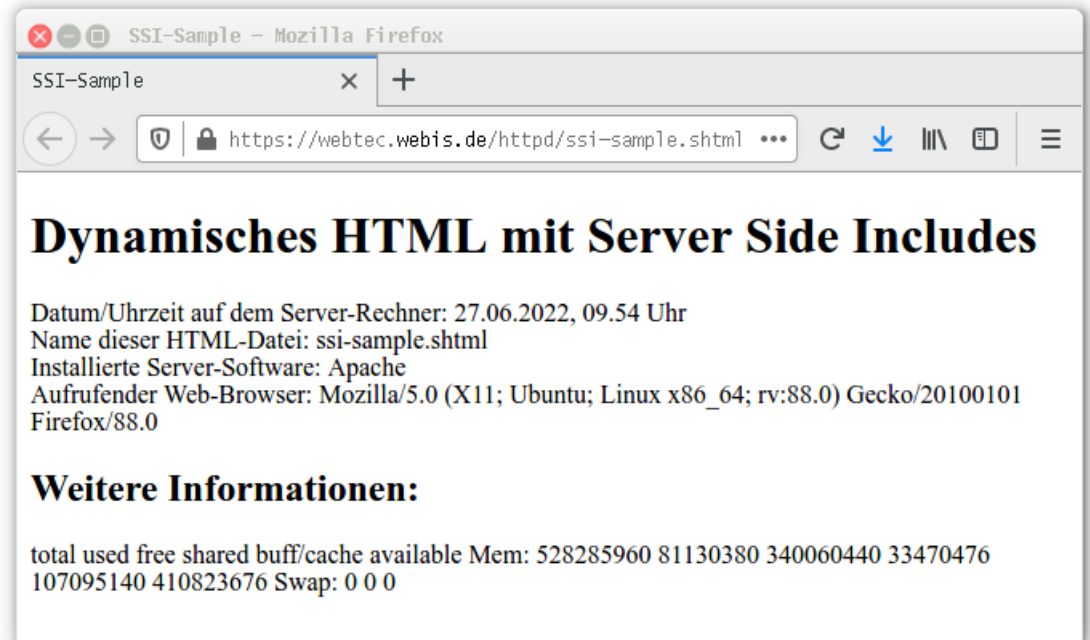 SSI-Sample - Mozilla Firefox
SSI-Sample
https://webtec.webis.de/httpd/ssi-sample.shtml
Dynamisches HTML mit Server Side Includes
Datum/Uhrzeit auf dem Server-Rechner: 27.06.2022, 09.54 Uhr
Name dieser HTML-Datei: ssi-sample.shtml
Installierte Server-Software: Apache
Aufrufender Web-Browser: Mozilla/5.0 (X11; Ubuntu; Linux x86_64; rv:88.0) Gecko/20100101
Firefox/88.0
Weitere Informationen:
total used free shared buff/cache available Mem: 528285960 81130380 340060440 33470476
107095140 410823676 Swap: 0 0 0